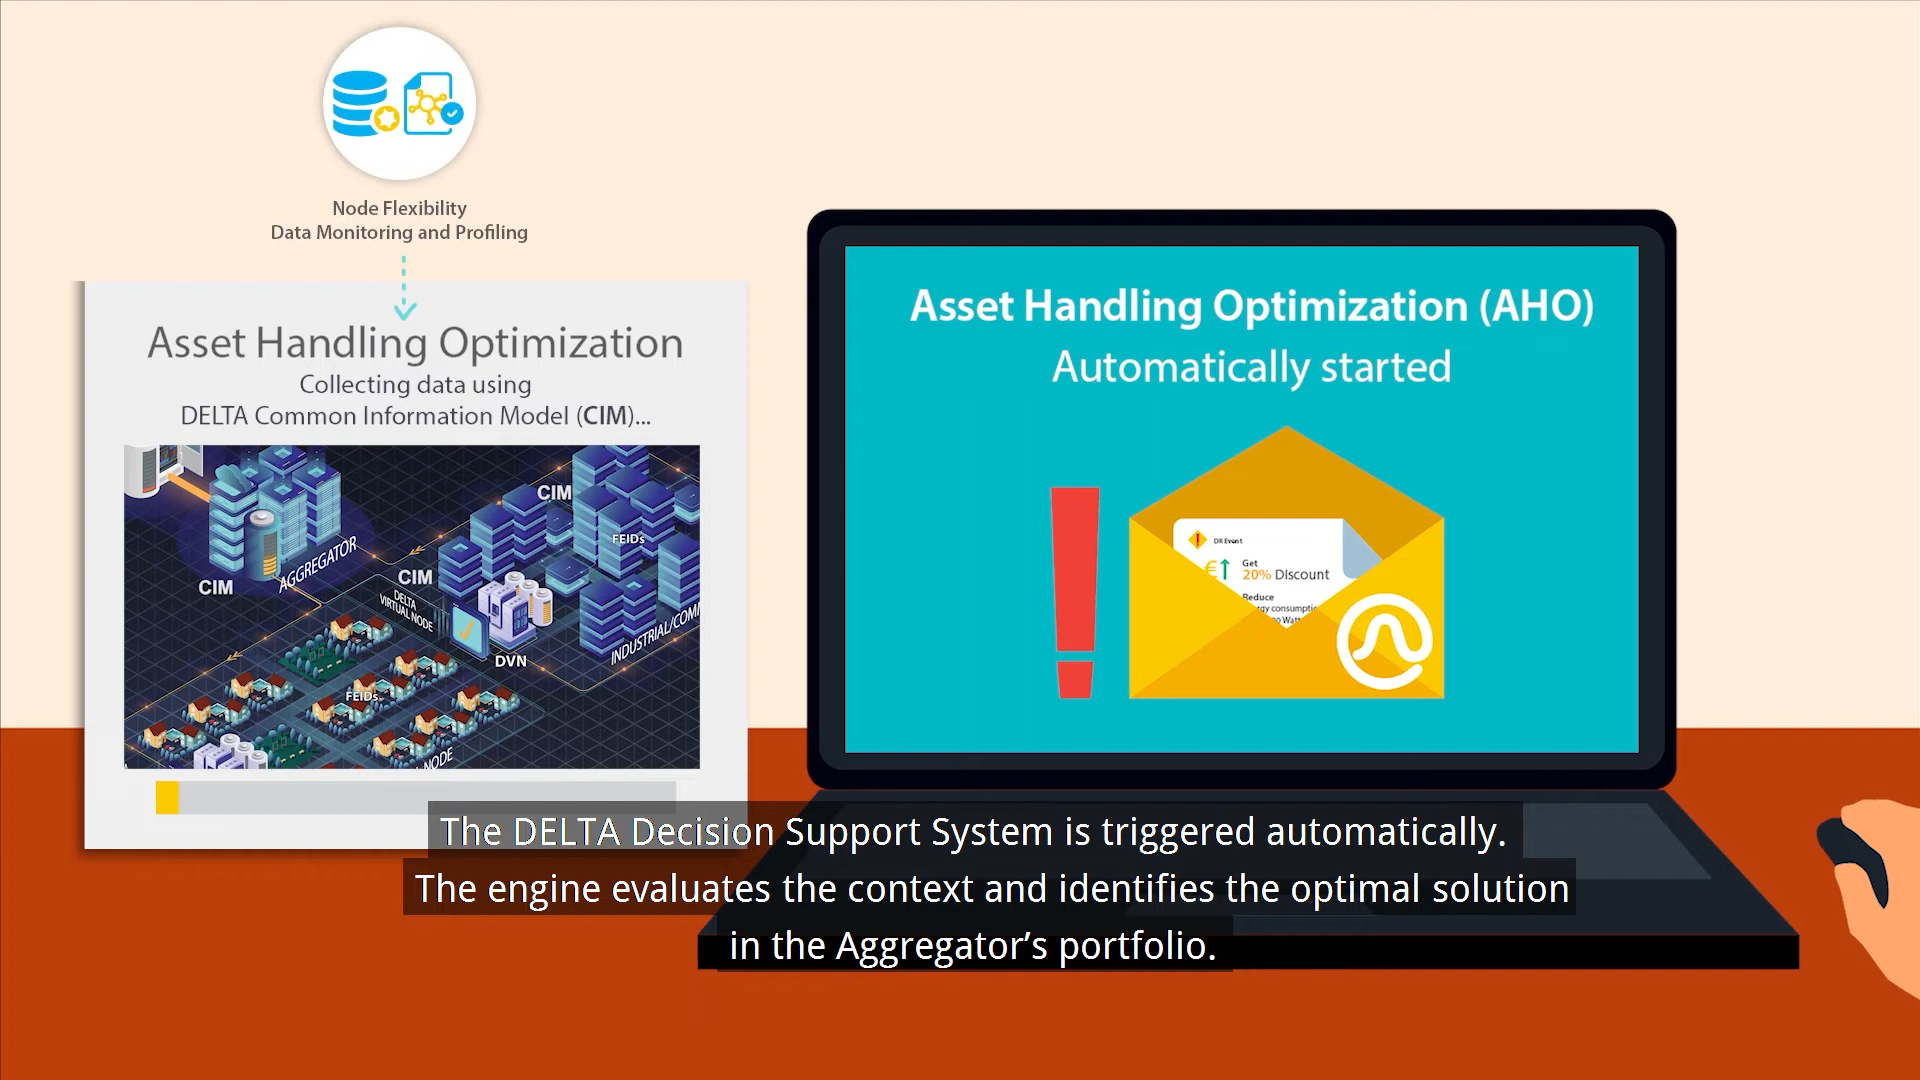 Node Flexibility
Data Monitoring and Profiling
Asset Handling Optimization
Collecting data using
DELTA Common Information Model (CIM)...
CIM
FEIDs
AGGREGATOR
CIM
CIM
DELTA
VIRTUAL NODE
INDUSTRIAL/COMM
DVN
FEIDs
NODE
Asset Handling Optimization (AHO)
Automatically started
DR Event
€ Get
20% Discount
Reduce
The DELTA Decision Support System is triggered automatically.
The engine evaluates the context and identifies the optimal solution
in the Aggregator’s portfolio.